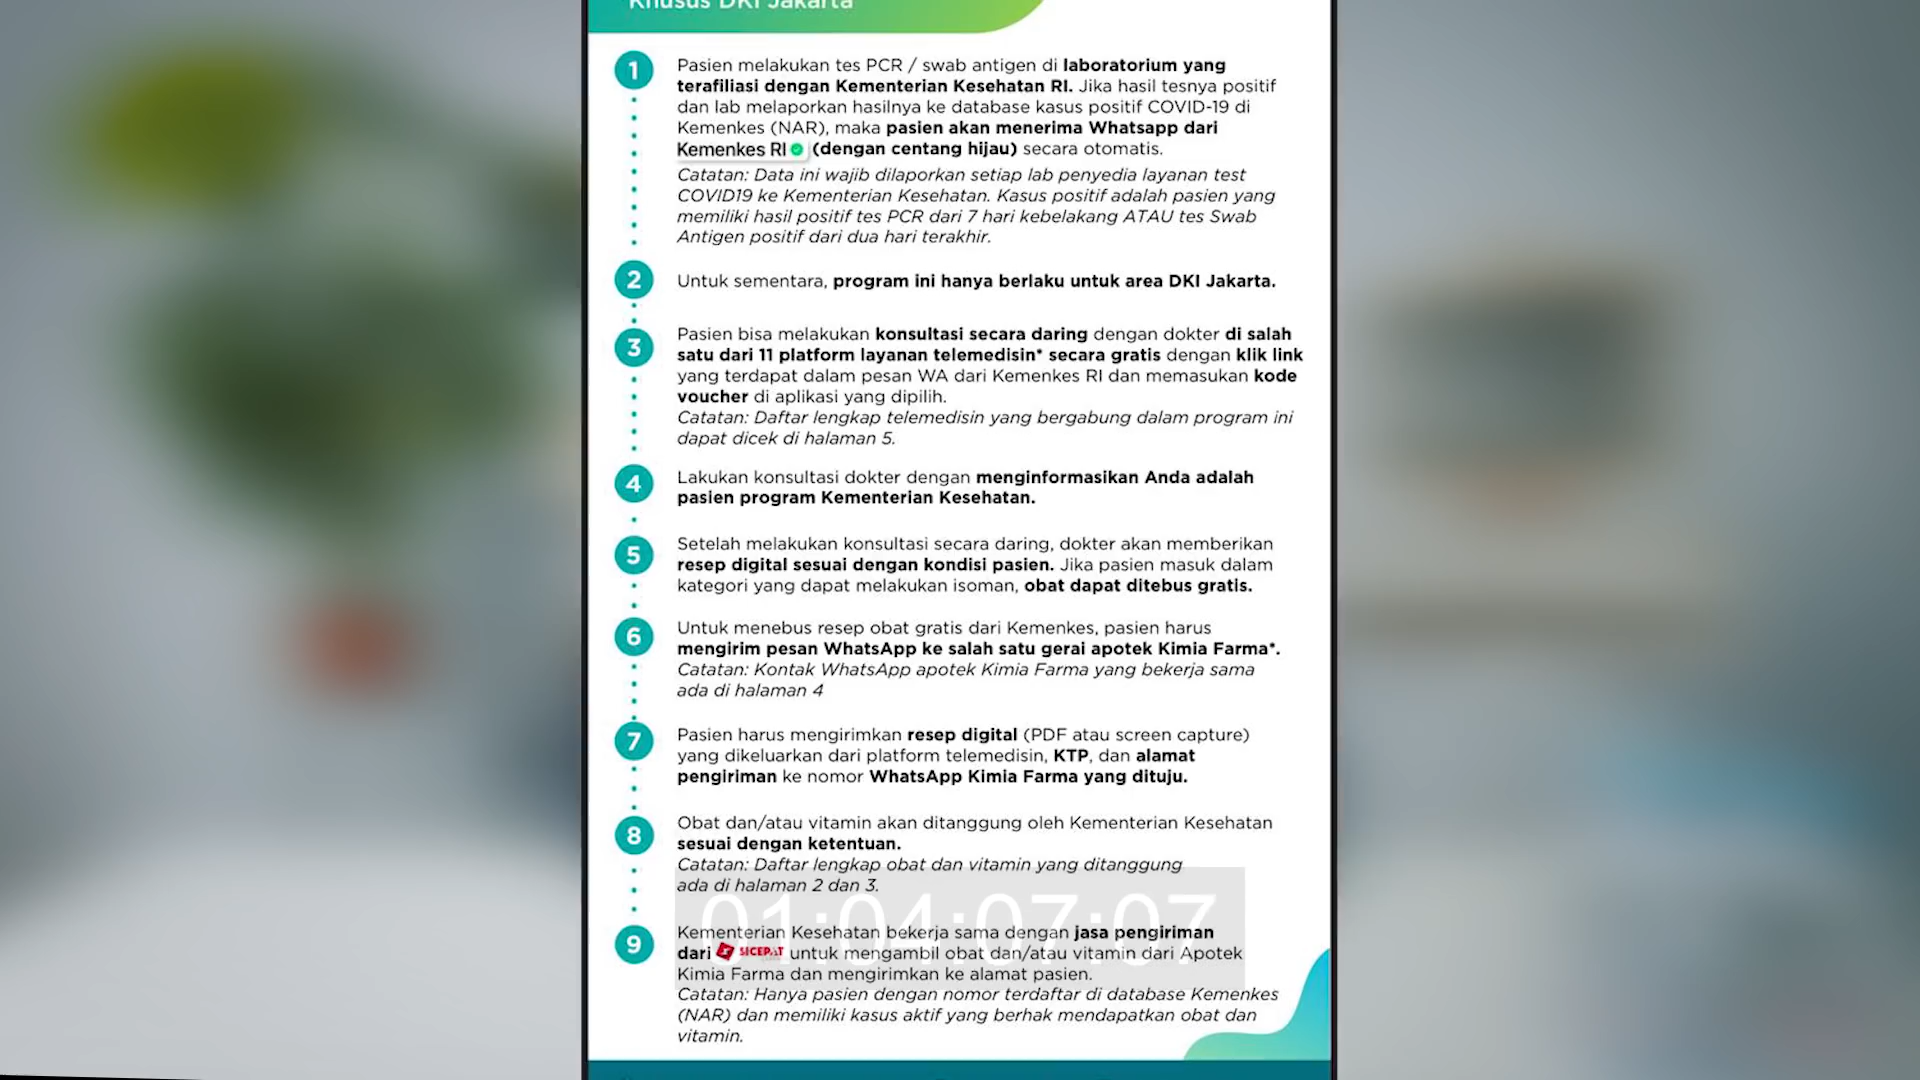 Khusus DKI Jakarta
1
Pasien melakukan tes PCR / swab antigen di laboratorium yang
terafiliasi dengan Kementerian Kesehatan RI. Jika hasil tesnya positif
dan lab melaporkan hasilnya ke database kasus positif COVID-19 di
Kemenkes (NAR), maka pasien akan menerima Whatsapp dari
Kemenkes RI (dengan centang hijau) secara otomatis.
Catatan: Data ini wajib dilaporkan setiap lab penyedia layanan test
COVID19 ke Kementerian Kesehatan. Kasus positif adalah pasien yang
memiliki hasil positif tes PCR dari 7 hari kebelakang ATAU tes Swab
Antigen positif dari dua hari terakhir.
2
Untuk sementara, program ini hanya berlaku untuk area DKI Jakarta.
3
Pasien bisa melakukan konsultasi secara daring dengan dokter di salah
satu dari 11 platform layanan telemedisin* secara gratis dengan klik link
yang terdapat dalam pesan WA dari Kemenkes RI dan memasukan kode
voucher di aplikasi yang dipilih.
Catatan: Daftar lengkap telemedisin yang bergabung dalam program ini
dapat dicek di halaman 5.
4
Lakukan konsultasi dokter dengan menginformasikan Anda adalah
pasien program Kementerian Kesehatan.
5
Setelah melakukan konsultasi secara daring, dokter akan memberikan
resep digital sesuai dengan kondisi pasien. Jika pasien masuk dalam
kategori yang dapat melakukan isoman, obat dapat ditebus gratis.
6
Untuk menebus resep obat gratis dari Kemenkes, pasien harus
mengirim pesan WhatsApp ke salah satu gerai apotek Kimia Farma*.
Catatan: Kontak WhatsApp apotek Kimia Farma yang bekerja sama
ada di halaman 4
7
Pasien harus mengirimkan resep digital (PDF atau screen capture)
yang dikeluarkan dari platform telemedisin, KTP, dan alamat
pengiriman ke nomor WhatsApp Kimia Farma yang dituju.
8
Obat dan/atau vitamin akan ditanggung oleh Kementerian Kesehatan
sesuai dengan ketentuan.
Catatan: Daftar lengkap obat dan vitamin yang ditanggung
ada di halaman 2 dan 3.
01:04:07:07
9
Kementerian Kesehatan bekerja sama dengan jasa pengiriman
dari SICEPAT untuk mengambil obat dan/atau vitamin dari Apotek
Kimia Farma dan mengirimkan ke alamat pasien.
Catatan: Hanya pasien dengan nomor terdaftar di database Kemenkes
(NAR) dan memiliki kasus aktif yang berhak mendapatkan obat dan
vitamin.